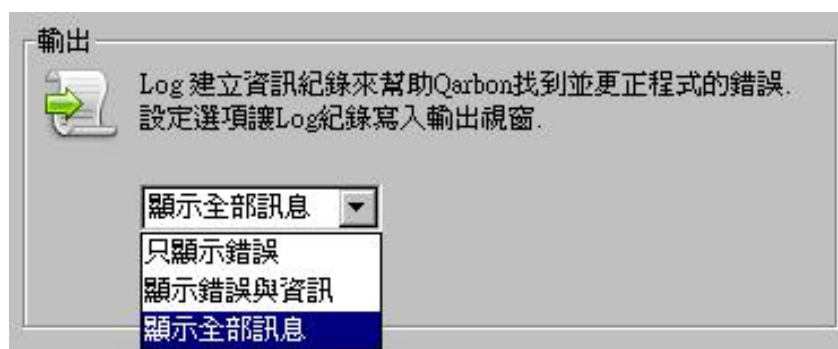 輸出
Log 建立資訊紀錄來幫助Qarbon找到並更正程式的錯誤.
設定選項讓Log紀錄寫入輸出視窗.
顯示全部訊息
只顯示錯誤
顯示錯誤與資訊
顯示全部訊息